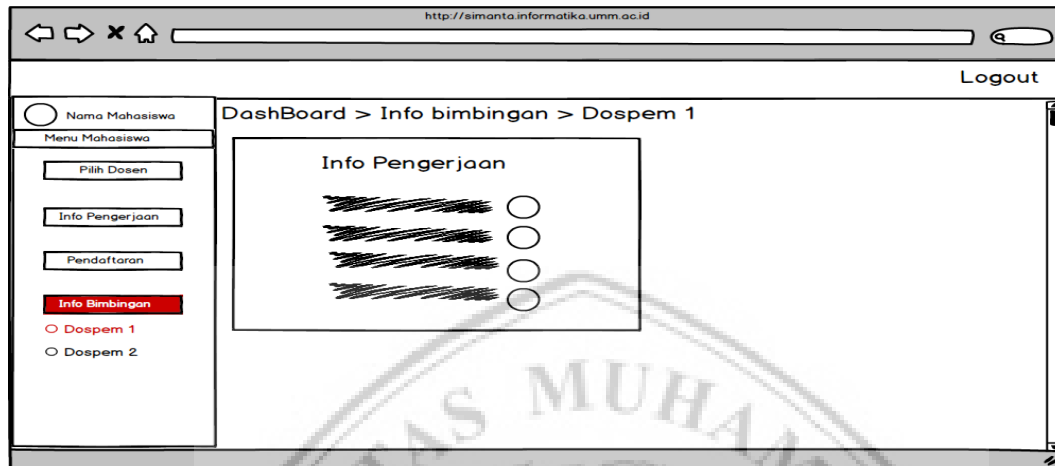 http://simanta.informatika.umm.ac.id
Logout
Nama Mahasiswa
Menu Mahasiswa
Pilih Dosen
Info Pengerjaan
Pendaftaran
Info Bimbingan
Dospem 1
Dospem 2
DashBoard > Info bimbingan > Dospem 1
Info Pengerjaan
AS MUHAM